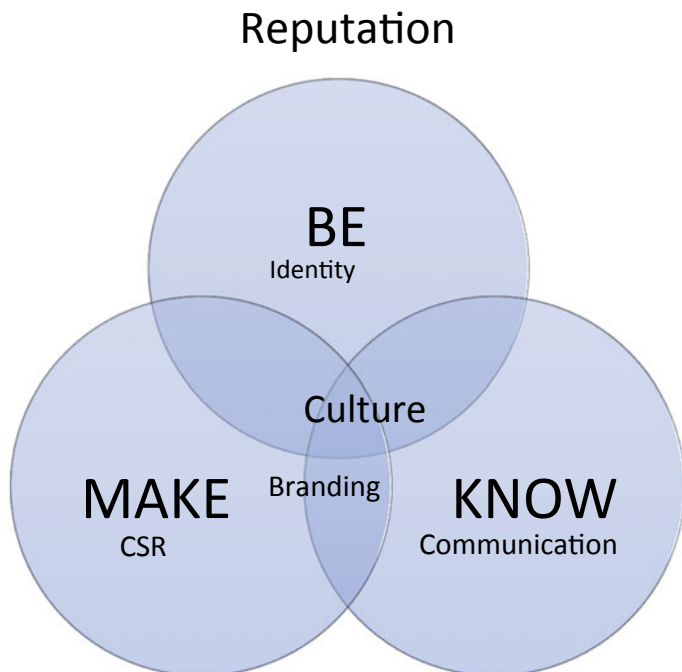 Reputation
BE
Identity
Culture
Branding
MAKE
CSR
KNOW
Communication